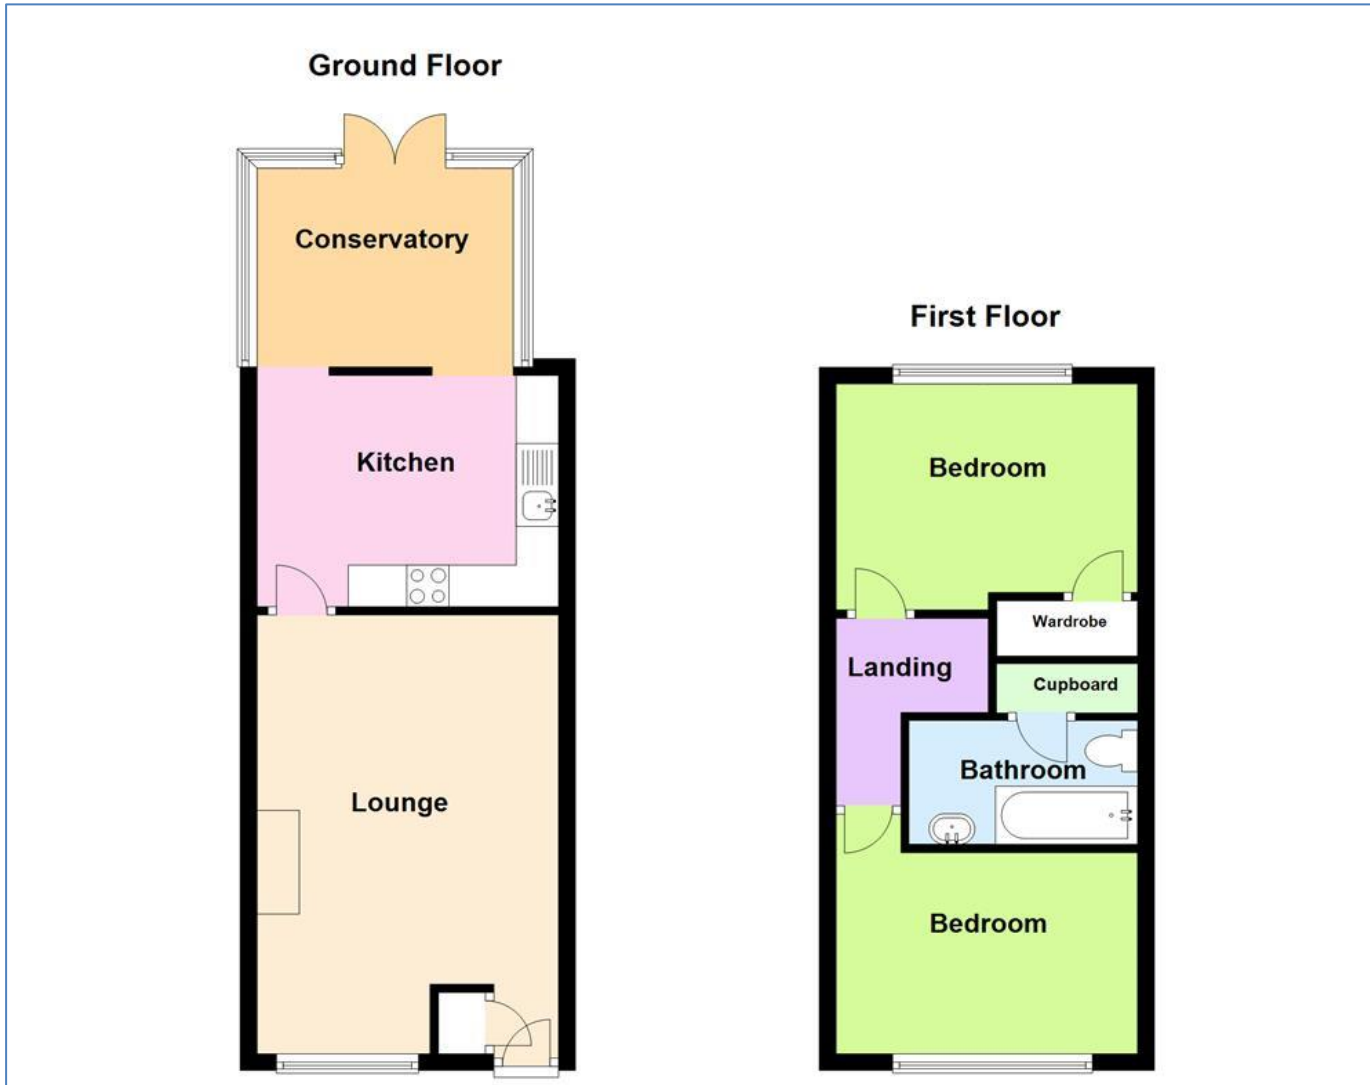 Ground Floor
Conservatory
Kitchen
Lounge
First Floor
Bedroom
Wardrobe
Landing
Cupboard
Bathroom
Bedroom